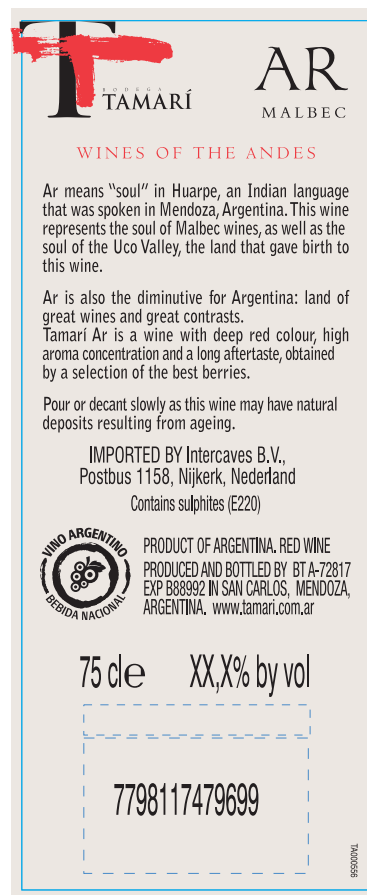 T
BODEGA
TAMARÍ
AR
MALBEC
WINES OF THE ANDES
Ar means "soul" in Huarpe, an Indian language
that was spoken in Mendoza, Argentina. This wine
represents the soul of Malbec wines, as well as the
soul of the Uco Valley, the land that gave birth to
this wine.
Ar is also the diminutive for Argentina: land of
great wines and great contrasts.
Tamarí Ar is a wine with deep red colour, high
aroma concentration and a long aftertaste, obtained
by a selection of the best berries.
Pour or decant slowly as this wine may have natural
deposits resulting from ageing.
IMPORTED BY Intercaves B.V.,
Postbus 1158, Nijkerk, Nederland
Contains sulphites (E220)
VINO ARGENTINO
BEBIDA NACIONAL
PRODUCT OF ARGENTINA. RED WINE
PRODUCED AND BOTTLED BY BT A-72817
EXP B88992 IN SAN CARLOS, MENDOZA,
ARGENTINA. www.tamari.com.ar
75 cl e XX,X% by vol
7798117479699
TA000556